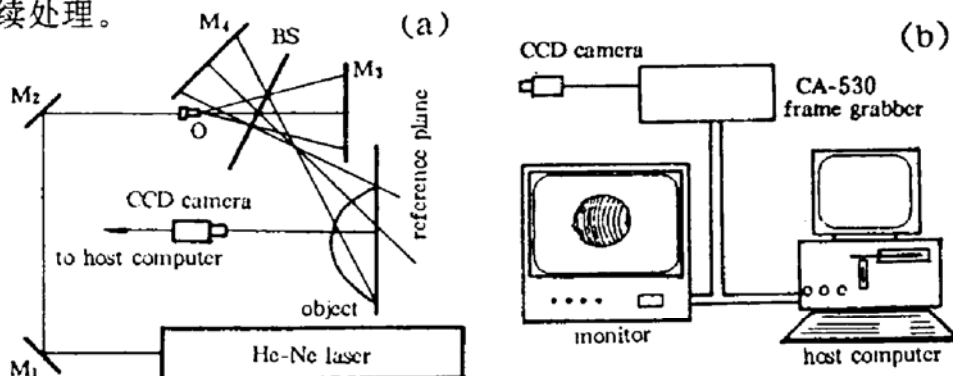 续处理。
(a)
M₄
BS
M₃
M₂
O
CCD camera
to host computer
reference plane
object
He-Ne laser
M₁
(b)
CCD camera
CA-530
frame grabber
monitor
host computer